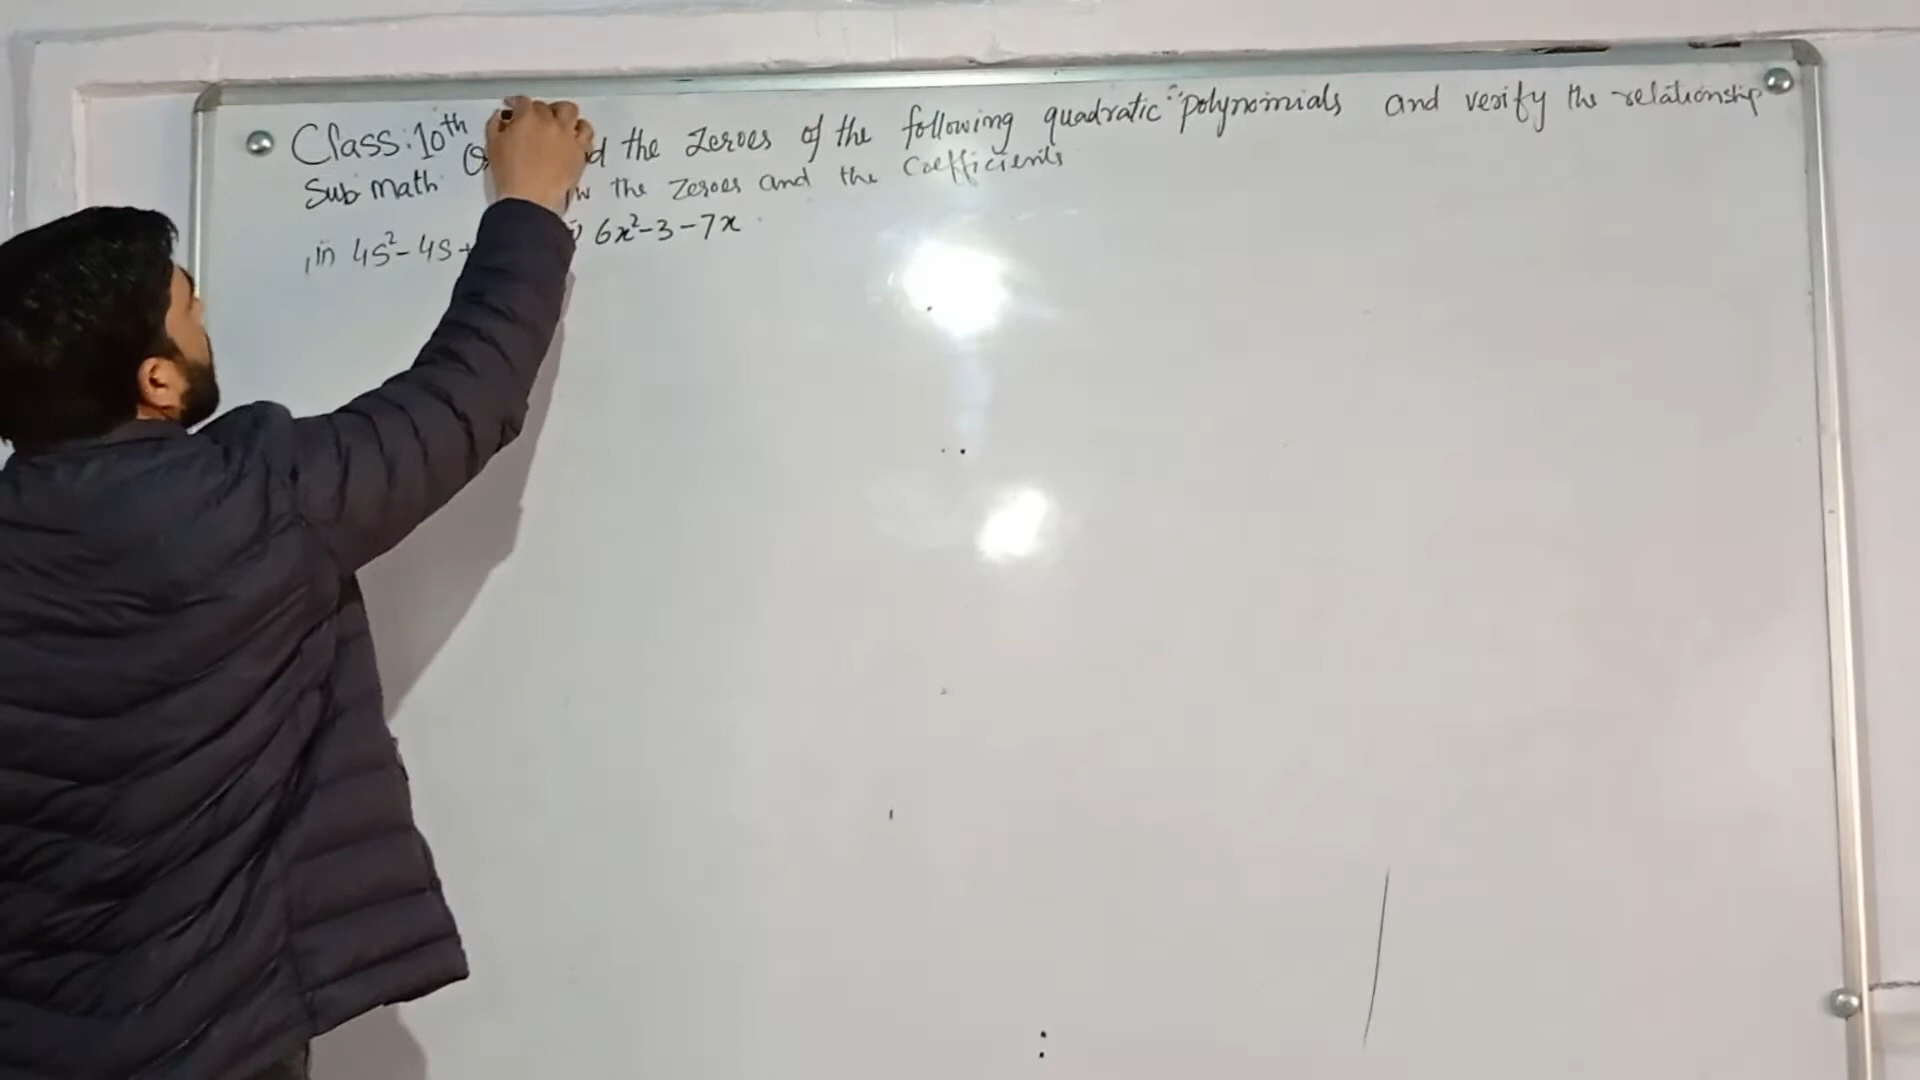 Class: 10th the zeroes of the following quadratic polynomials and verify the relationship
Sub math the zeroes and the Coefficients
4s²-4s+ 6x²-3-7x